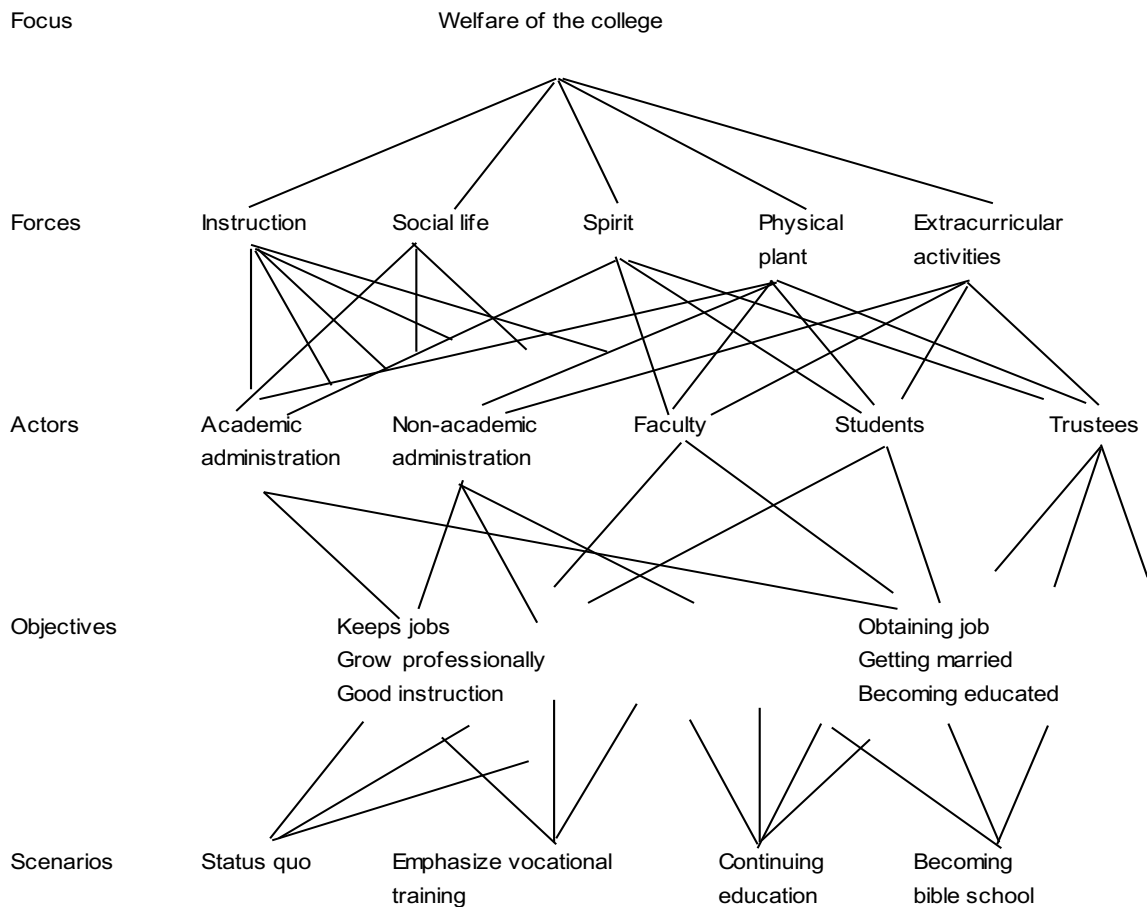 Focus
Welfare of the college
Forces
Instruction
Social life
Spirit
Physical
plant
Extracurricular
activities
Actors
Academic
administration
Non-academic
administration
Faculty
Students
Trustees
Objectives
Keeps jobs
Grow professionally
Good instruction
Obtaining job
Getting married
Becoming educated
Scenarios
Status quo
Emphasize vocational
training
Continuing
education
Becoming
bible school